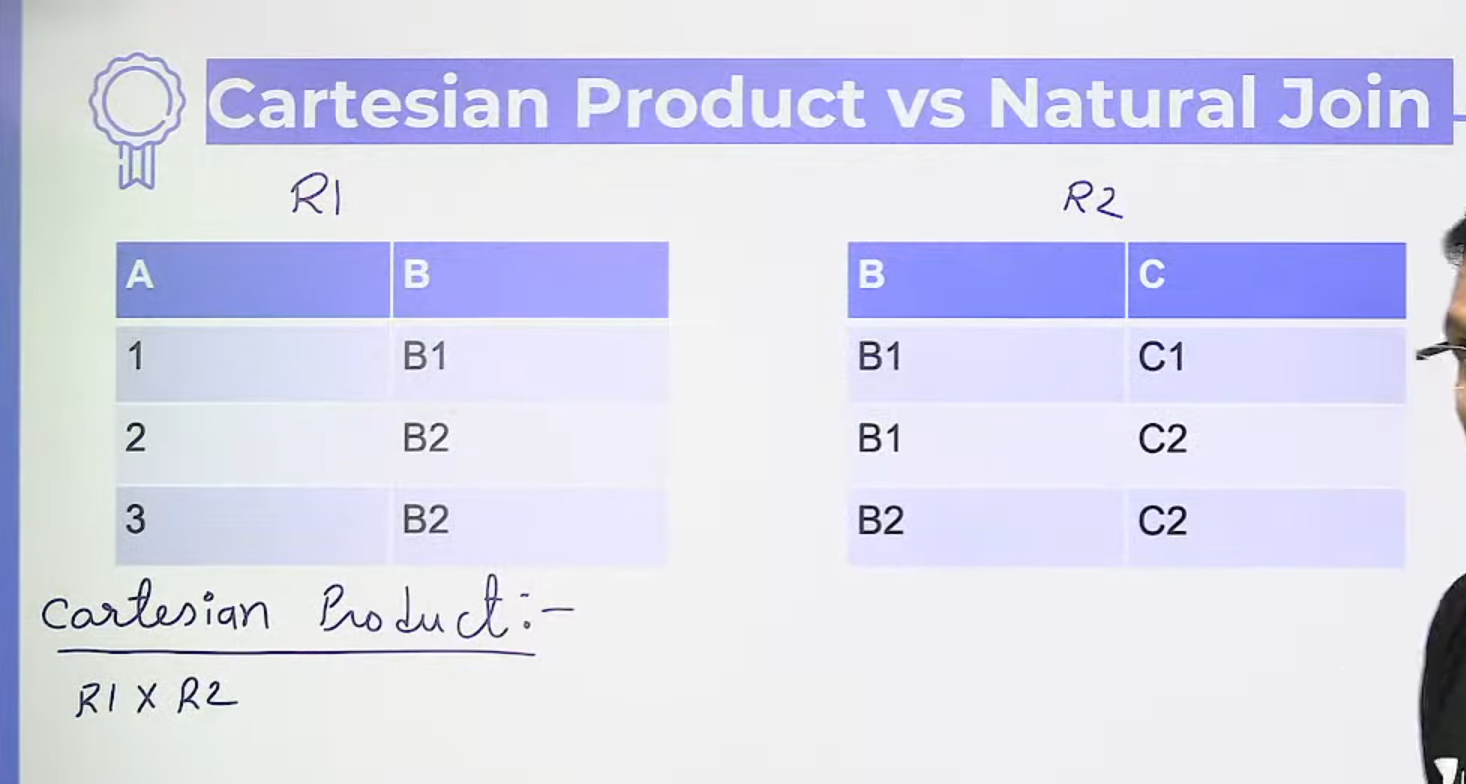 Cartesian Product vs Natural Join
R1 R2
A B B C
1 B1 B1 C1
2 B2 B1 C2
3 B2 B2 C2
Cartesian Product:-
R1 X R2